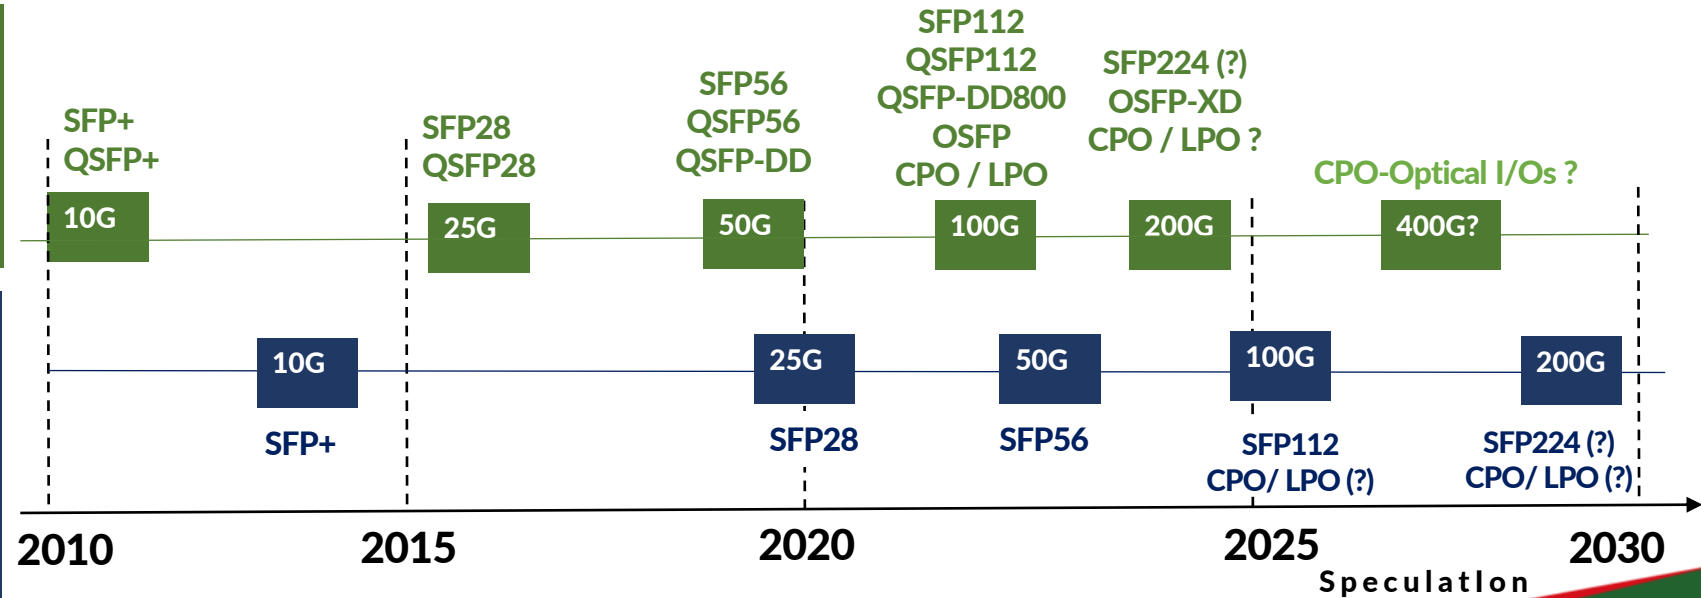 SFP+
QSFP+
10G
SFP28
QSFP28
25G
SFP56
QSFP56
QSFP-DD
50G
SFP112
QSFP112
QSFP-DD800
OSFP
CPO / LPO
100G
SFP224 (?)
OSFP-XD
CPO / LPO ?
200G
CPO-Optical I/Os ?
400G?
10G
SFP+
25G
SFP28
50G
SFP56
100G
SFP112
CPO/ LPO (?)
200G
SFP224 (?)
CPO/ LPO (?)
2010
2015
2020
2025
2030
SpeculatIon